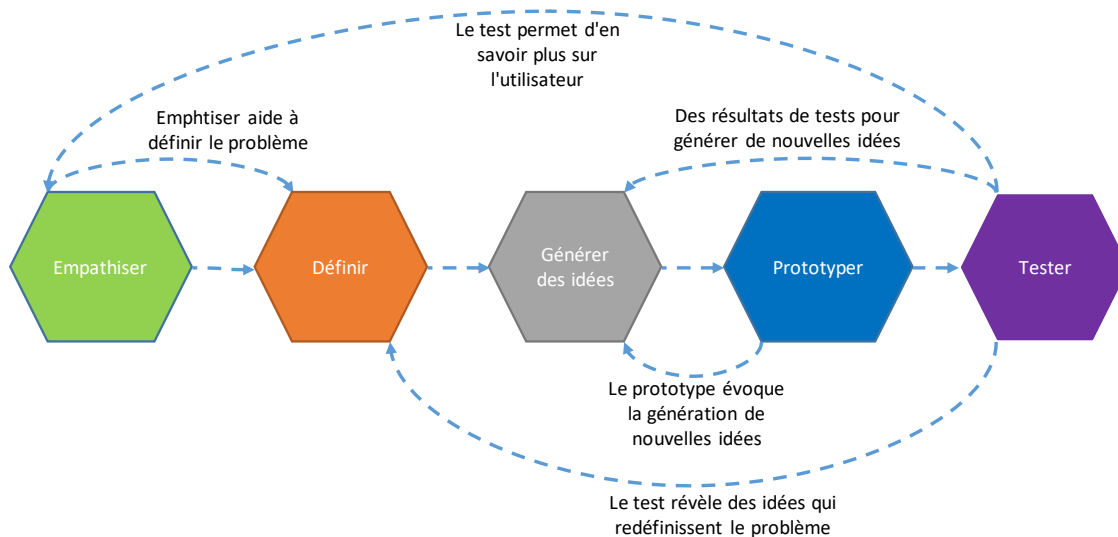 Le test permet d'en
savoir plus sur
l'utilisateur
Emphtiser aide à
définir le problème
Des résultats de tests pour
générer de nouvelles idées
Empathiser
Définir
Générer
des idées
Prototyper
Tester
Le prototype évoque
la génération de
nouvelles idées
Le test révèle des idées qui
redéfinissent le problème